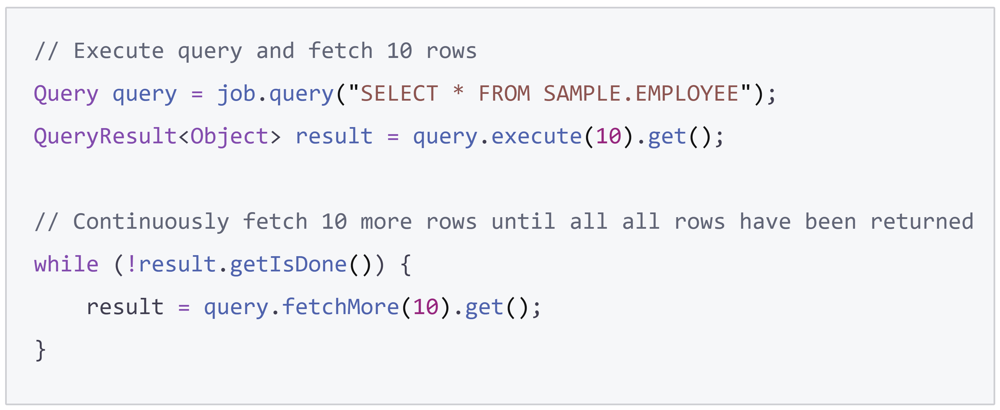 // Execute query and fetch 10 rows
Query query = job.query("SELECT * FROM SAMPLE.EMPLOYEE");
QueryResult<Object> result = query.execute(10).get();
// Continuously fetch 10 more rows until all all rows have been returned
while (!result.getIsDone()) {
    result = query.fetchMore(10).get();
}